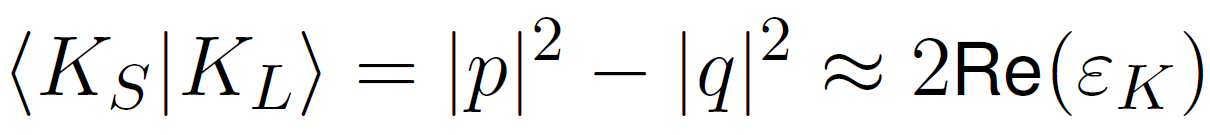 ⟨K_S|K_L⟩ = |p|² − |q|² ≈ 2Re(ε_K)